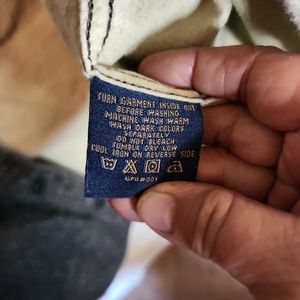 TURN GARMENT INSIDE OUT
BEFORE WASHING
MACHINE WASH WARM
WASH DARK COLORS
SEPARATELY
DO NOT BLEACH
TUMBLE DRY LOW
COOL IRON ON REVERSE SIDE